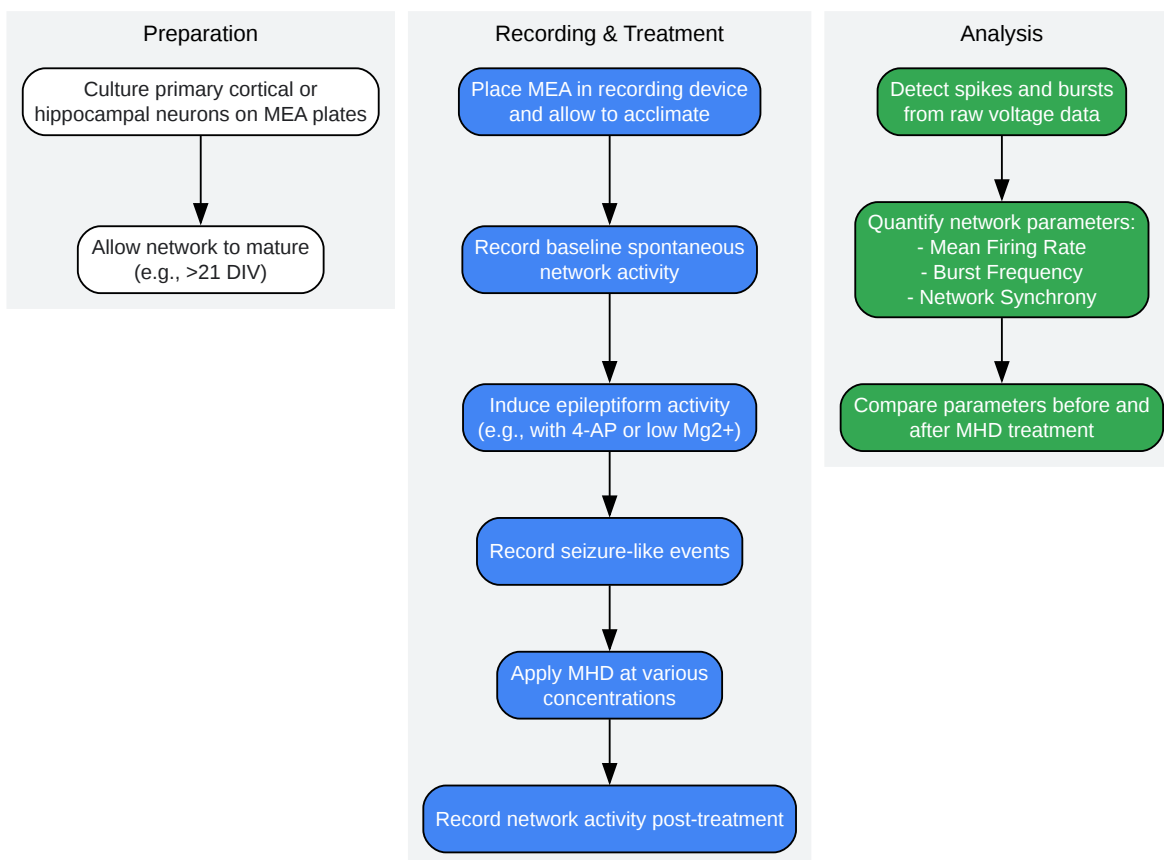 Preparation
Culture primary cortical or
hippocampal neurons on MEA plates
Allow network to mature
(e.g., >21 DIV)
Recording & Treatment
Place MEA in recording device
and allow to acclimate
Record baseline spontaneous
network activity
Induce epileptiform activity
(e.g., with 4-AP or low Mg2+)
Record seizure-like events
Apply MHD at various
concentrations
Record network activity post-treatment
Analysis
Detect spikes and bursts
from raw voltage data
Quantify network parameters:
- Mean Firing Rate
- Burst Frequency
- Network Synchrony
Compare parameters before and
after MHD treatment